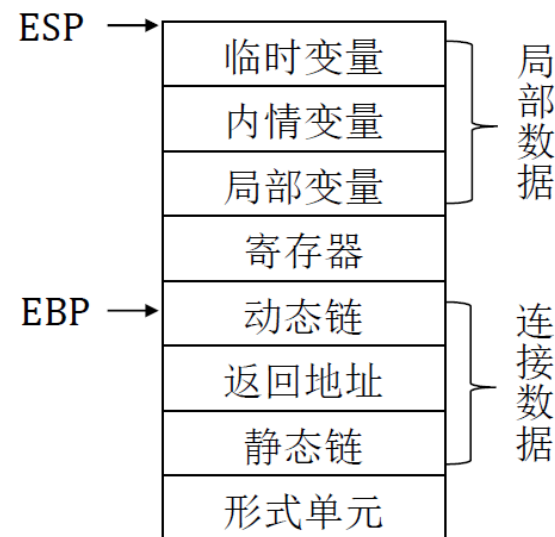 ESP
临时变量
内情变量
局部变量
局部数据
寄存器
EBP
动态链
返回地址
静态链
连接数据
形式单元